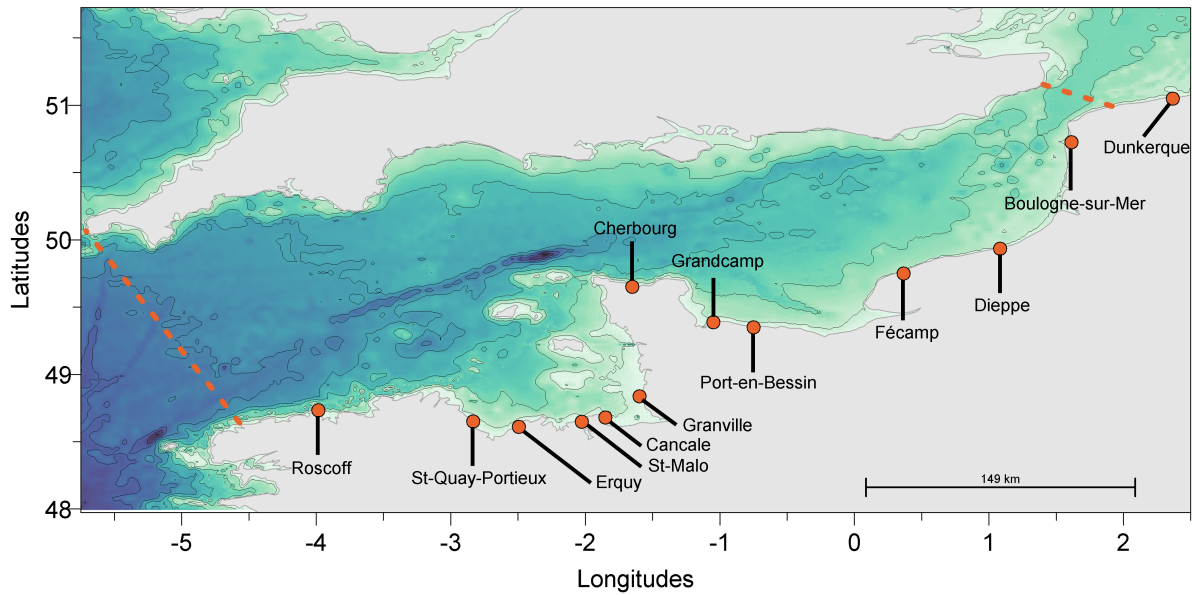 51
Dunkerque
Boulogne-sur-Mer
Latitudes
50
Cherbourg
Grandcamp
Dieppe
Fécamp
49
Port-en-Bessin
Granville
Cancale
St-Malo
Roscoff
St-Quay-Portieux
Erquy
149 km
48
-5 -4 -3 -2 -1 0 1 2
Longitudes